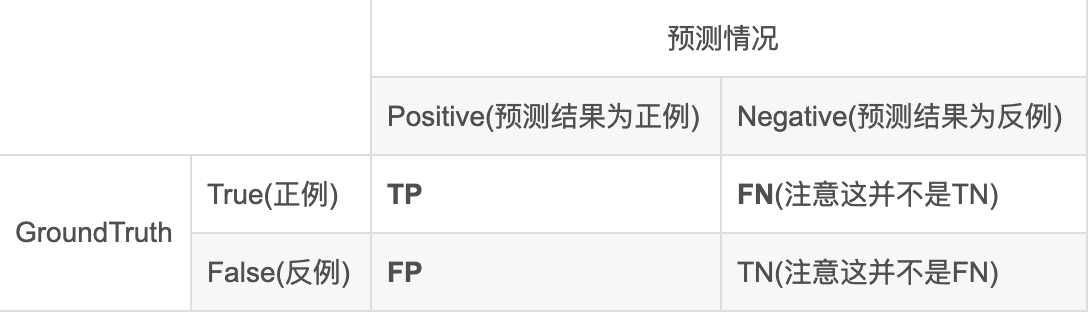 预测情况
Positive(预测结果为正例) Negative(预测结果为反例)
GroundTruth
True(正例) TP FN(注意这并不是TN)
False(反例) FP TN(注意这并不是FN)